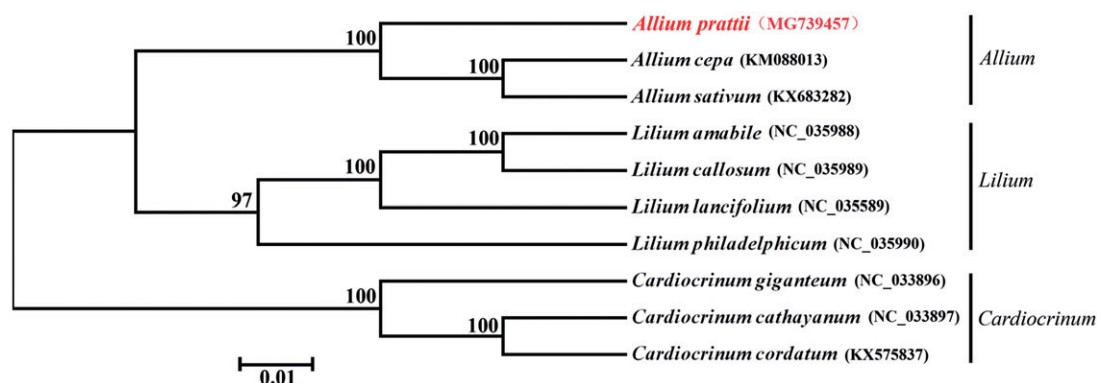 Allium prattii（MG739457）
100
Allium cepa (KM088013)
100
Allium
Allium sativum (KX683282)
Lilium amabile (NC_035988)
100
Lilium callosum (NC_035989)
100
Lilium
Lilium lancifolium (NC_035589)
97
Lilium philadelphicum (NC_035990)
Cardiocrinum giganteum (NC_033896)
100
Cardiocrinum cathayanum (NC_033897)
Cardiocrinum
100
Cardiocrinum cordatum (KX575837)
0.01